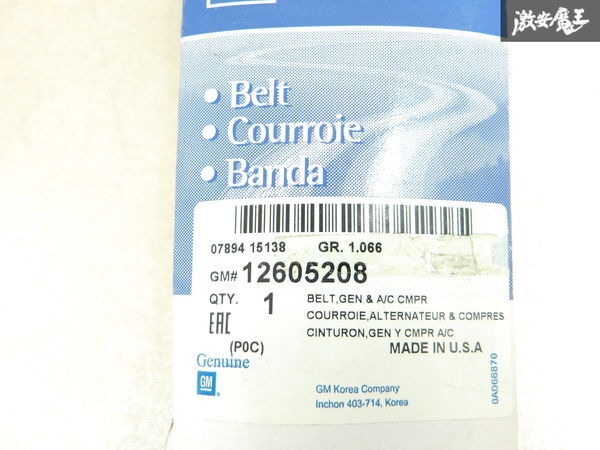 激安魔王
• Belt
• Courroie
• Banda
07894 15138 GR. 1.066
GM# 12605208
QTY. 1 BELT,GEN & A/C CMPR
COURROIE,ALTERNATEUR & COMPRES
CINTURON,GEN Y CMPR A/C
EAC
(P0C) MADE IN U.S.A
Genuine
GM
GM Korea Company
Inchon 403-714, Korea
0A066870